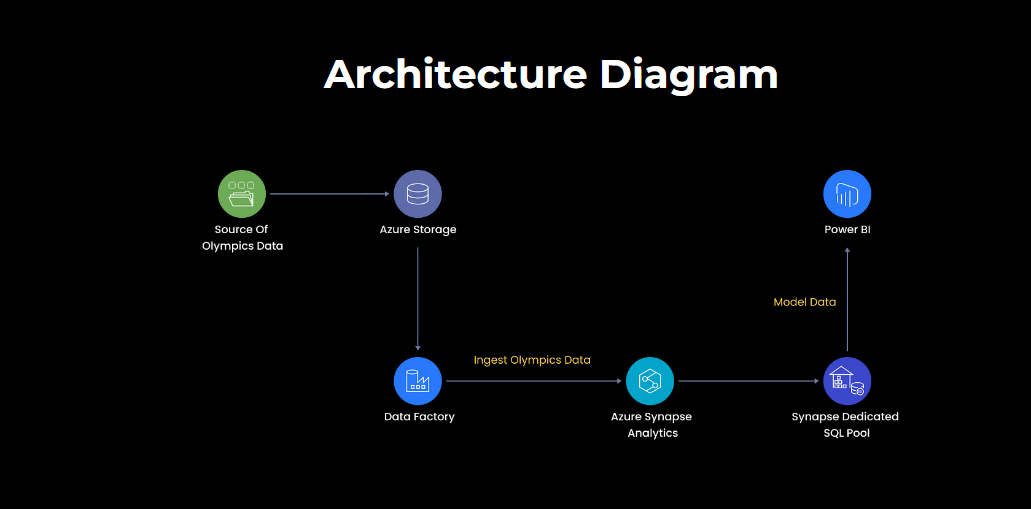 Architecture Diagram
Source Of
Olympics Data
Azure Storage
Power BI
Model Data
Ingest Olympics Data
Data Factory
Azure Synapse
Analytics
Synapse Dedicated
SQL Pool